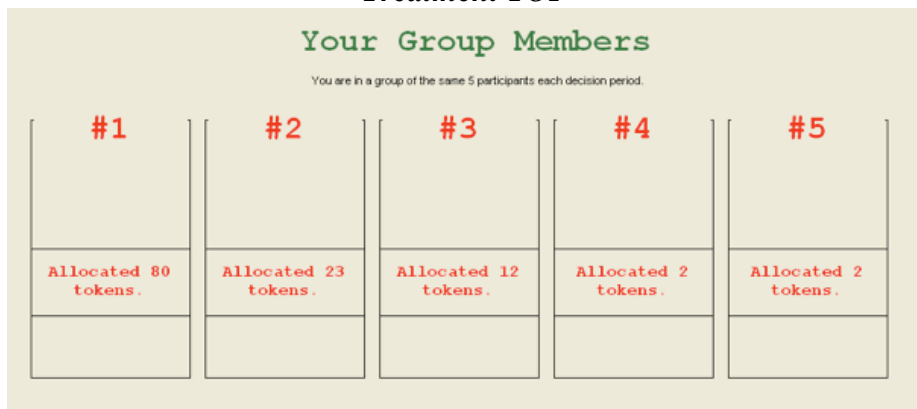 Your Group Members
You are in a group of the same 5 participants each decision period.
#1 #2 #3 #4 #5
Allocated 80 tokens.
Allocated 23 tokens.
Allocated 12 tokens.
Allocated 2 tokens.
Allocated 2 tokens.